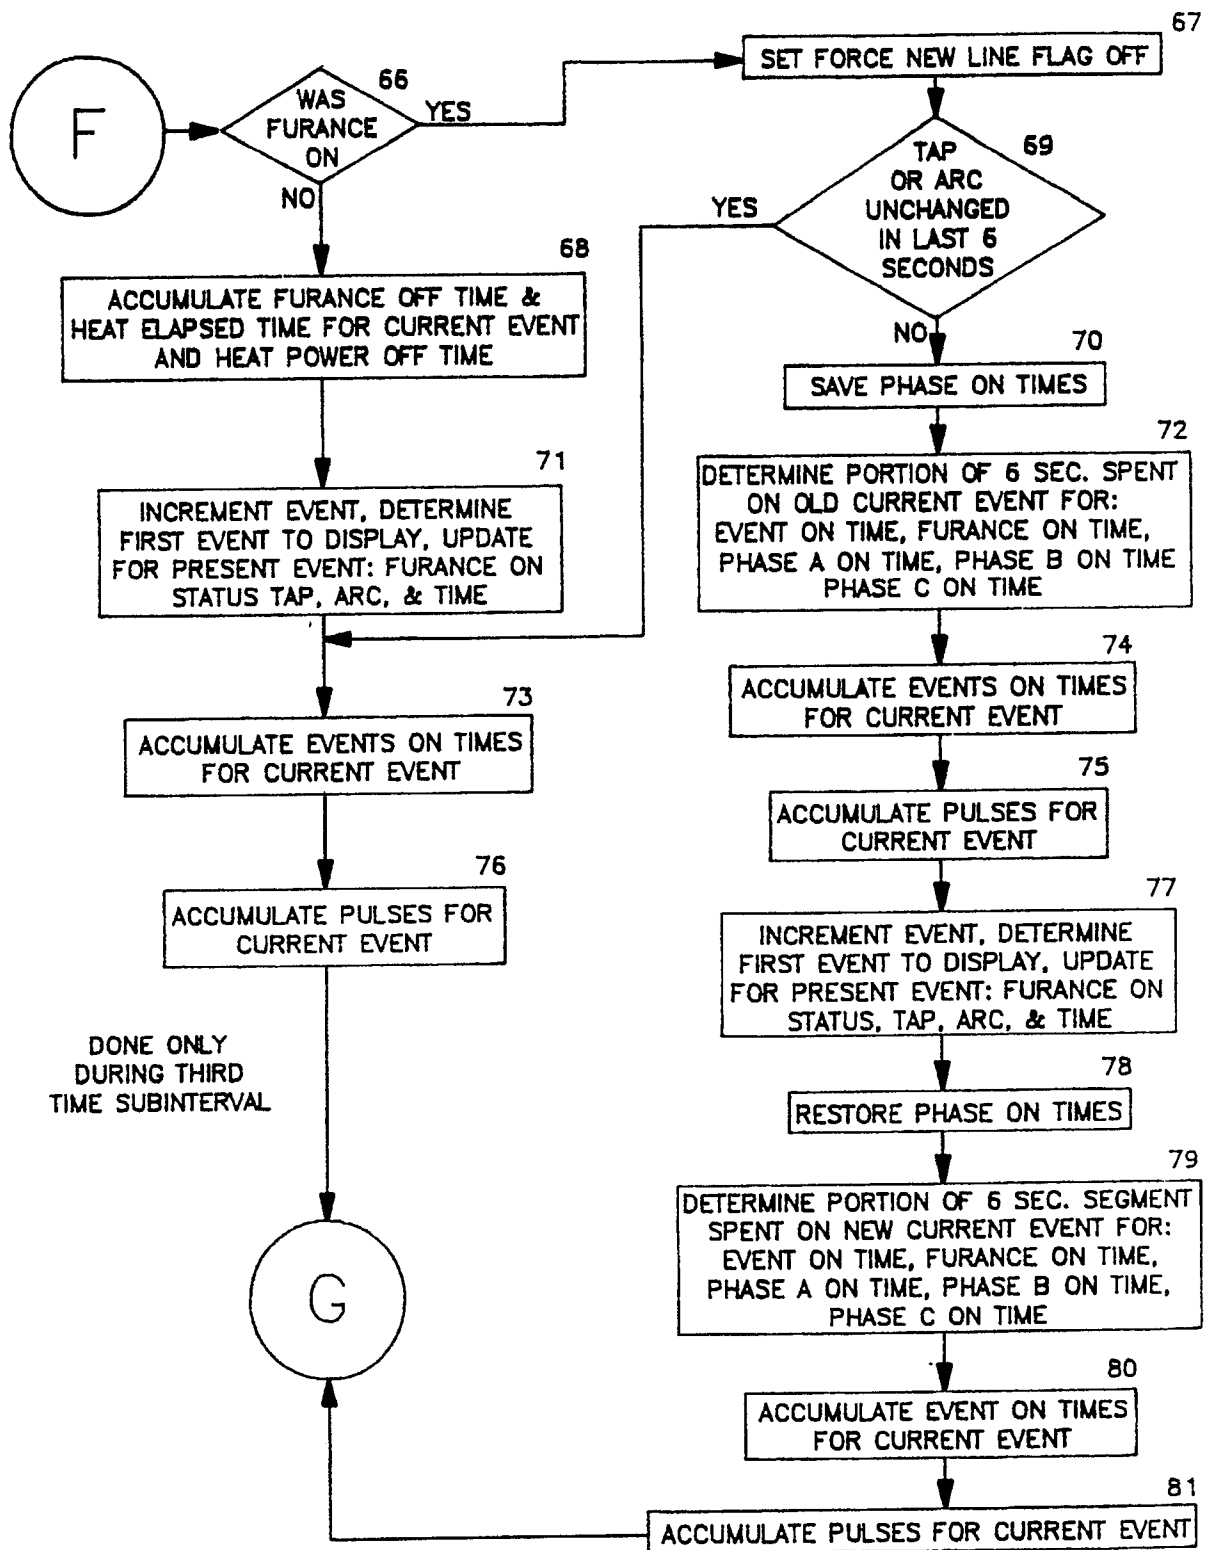 F
66
WAS
FURANCE
ON
YES
NO
67
SET FORCE NEW LINE FLAG OFF
69
TAP
OR ARC
UNCHANGED
IN LAST 6
SECONDS
YES
NO
68
ACCUMULATE FURANCE OFF TIME &
HEAT ELAPSED TIME FOR CURRENT EVENT
AND HEAT POWER OFF TIME
70
SAVE PHASE ON TIMES
71
INCREMENT EVENT, DETERMINE
FIRST EVENT TO DISPLAY, UPDATE
FOR PRESENT EVENT: FURANCE ON
STATUS TAP, ARC, & TIME
72
DETERMINE PORTION OF 6 SEC. SPENT
ON OLD CURRENT EVENT FOR:
EVENT ON TIME, FURANCE ON TIME,
PHASE A ON TIME, PHASE B ON TIME
PHASE C ON TIME
73
ACCUMULATE EVENTS ON TIMES
FOR CURRENT EVENT
74
ACCUMULATE EVENTS ON TIMES
FOR CURRENT EVENT
75
ACCUMULATE PULSES FOR
CURRENT EVENT
76
ACCUMULATE PULSES FOR
CURRENT EVENT
77
INCREMENT EVENT, DETERMINE
FIRST EVENT TO DISPLAY, UPDATE
FOR PRESENT EVENT: FURANCE ON
STATUS, TAP, ARC, & TIME
DONE ONLY
DURING THIRD
TIME SUBINTERVAL
78
RESTORE PHASE ON TIMES
79
DETERMINE PORTION OF 6 SEC. SEGMENT
SPENT ON NEW CURRENT EVENT FOR:
EVENT ON TIME, FURANCE ON TIME,
PHASE A ON TIME, PHASE B ON TIME,
PHASE C ON TIME
G
80
ACCUMULATE EVENT ON TIMES
FOR CURRENT EVENT
81
ACCUMULATE PULSES FOR CURRENT EVENT